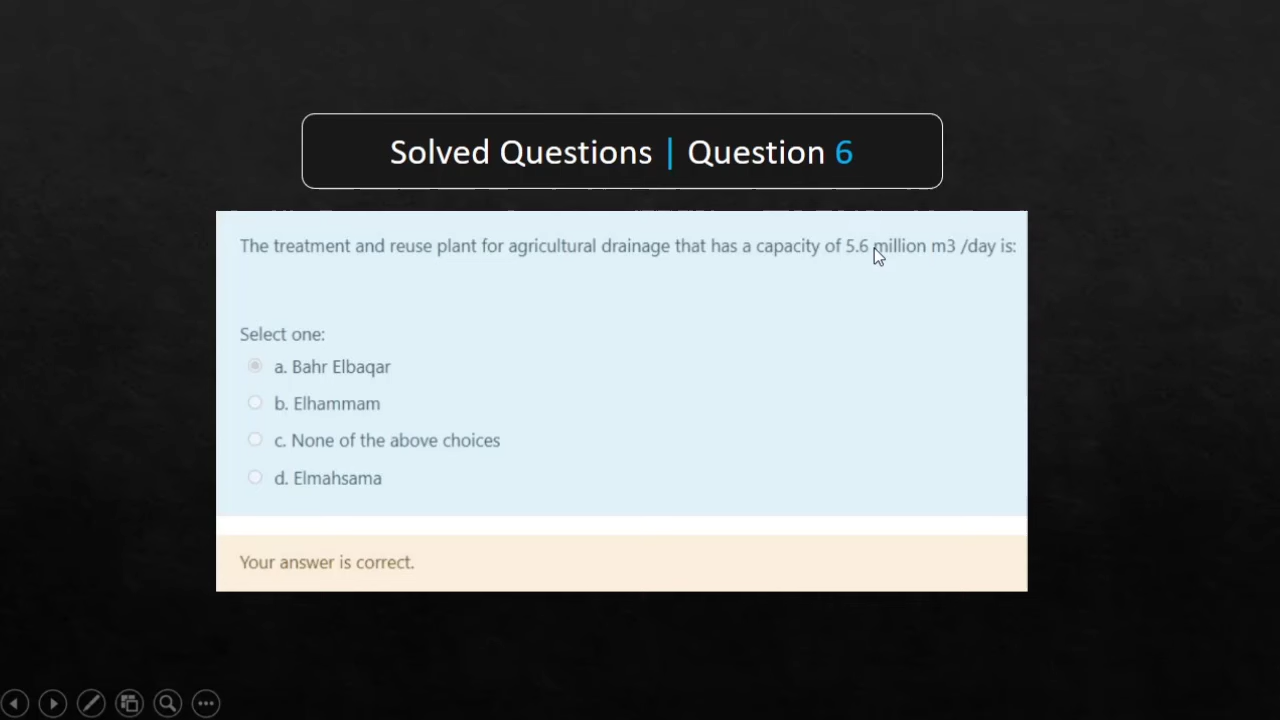 Solved Questions | Question 6
The treatment and reuse plant for agricultural drainage that has a capacity of 5.6 million m3 /day is:
Select one:
a. Bahr Elbaqar
b. Elhammam
c. None of the above choices
d. Elmahsama
Your answer is correct.